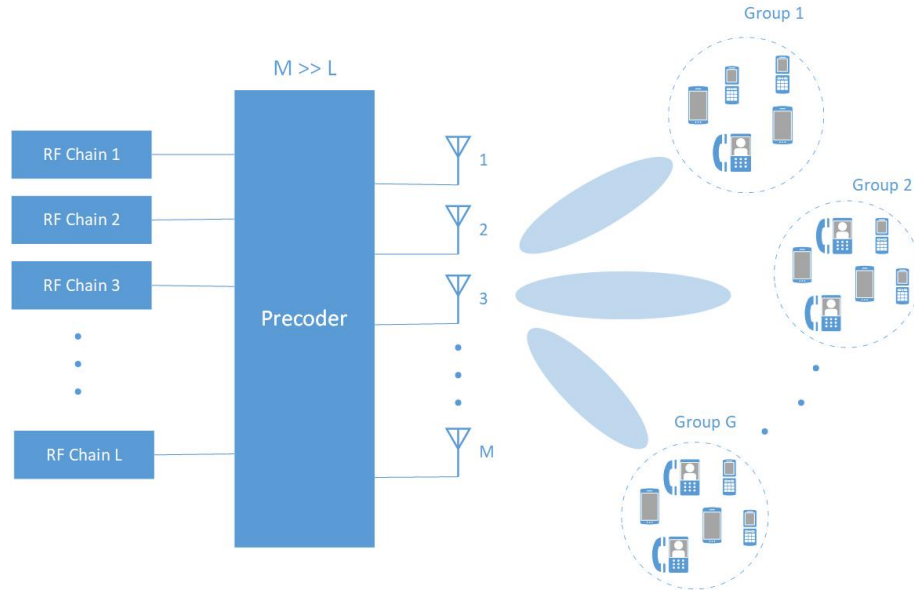 Group 1
M >> L
RF Chain 1
1
Group 2
RF Chain 2
2
RF Chain 3
3
Precoder
Group G
RF Chain L
M